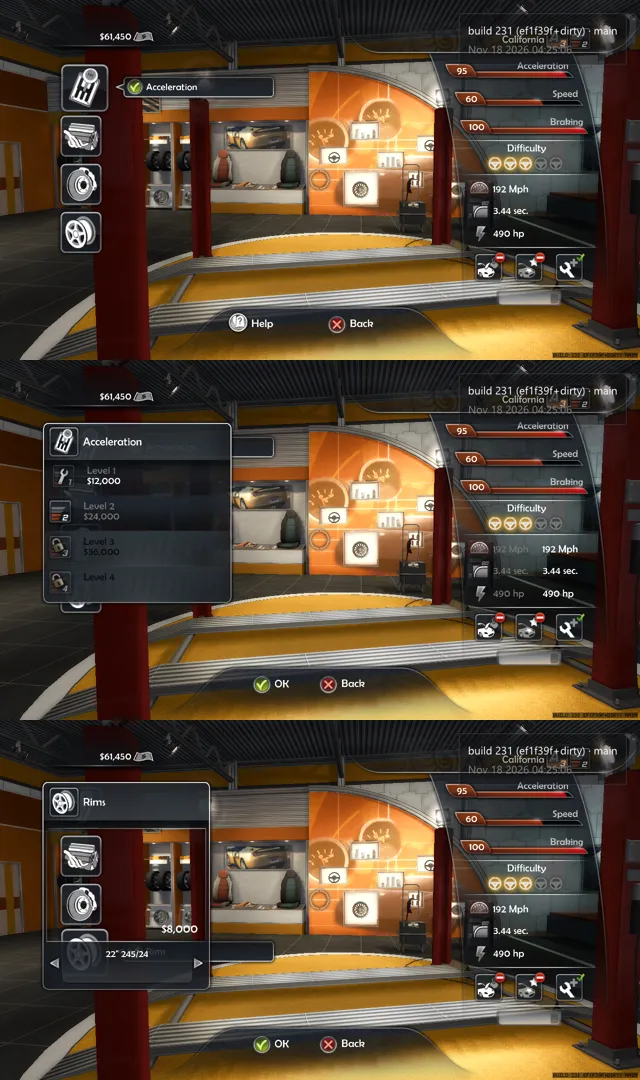 $61,450
build 231 (ef1f39f+dirty) · main
California
3 2
Nov 18 2026 04:25:06
Acceleration
95
Acceleration
Speed
60
Braking
100
Difficulty
192 Mph
3.44 sec.
490 hp
Help
Back
$61,450
build 231 (ef1f39f+dirty) · main
California
3 2
Nov 18 2026 04:25:06
Acceleration
Level 1
$12,000
Level 2
$24,000
Level 3
$36,000
Level 4
Acceleration
95
Speed
60
Braking
100
Difficulty
192 Mph 192 Mph
3.44 sec. 3.44 sec.
490 hp 490 hp
OK
Back
$61,450
build 231 (ef1f39f+dirty) · main
California
3 2
Nov 18 2026 04:25:06
Rims
$8,000
22" 245/24
Acceleration
95
Speed
60
Braking
100
Difficulty
192 Mph
3.44 sec.
490 hp
OK
Back